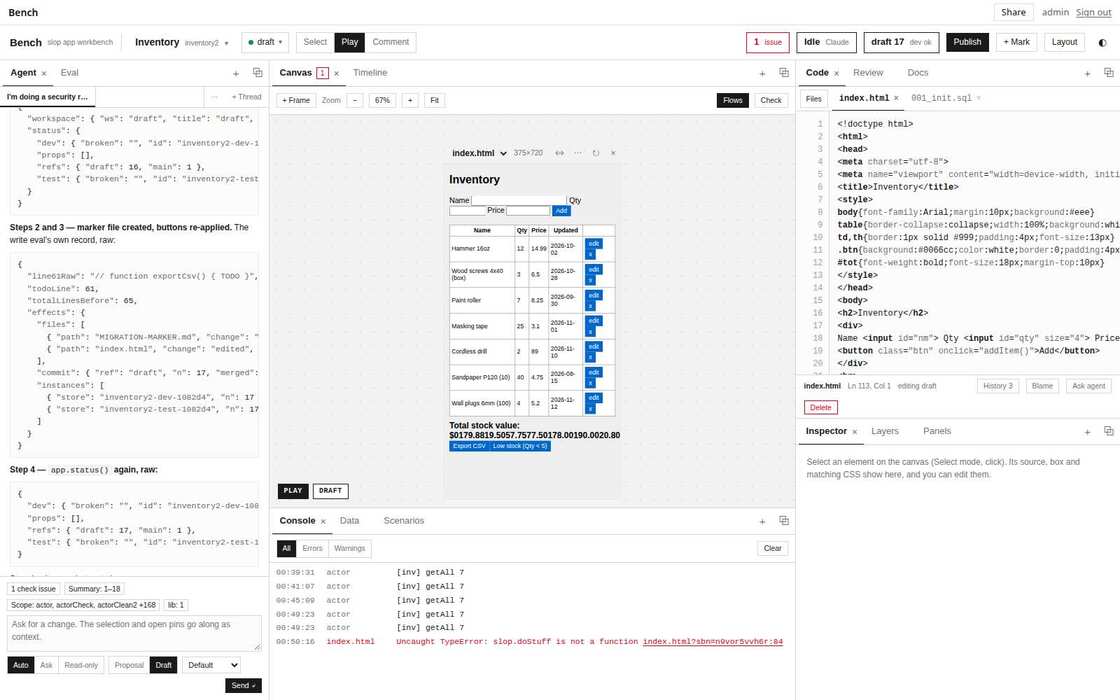 Bench
Share admin Sign out
Bench slop app workbench Inventory inventory2 ▾ draft ▾ Select Play Comment 1 issue Idle Claude draft 17 dev ok Publish + Mark Layout
Agent × Eval +
I'm doing a security r… ··· + Thread
{
"workspace": { "ws": "draft", "title": "draft",
"status": {
"dev": { "broken": "", "id": "inventory2-dev-1
"props": [],
"refs": { "draft": 16, "main": 1 },
"test": { "broken": "", "id": "inventory2-test
}
}
Steps 2 and 3 — marker file created, buttons re-applied. The
write eval's own record, raw:
{
"line61Raw": "// function exportCsv() { TODO }",
"todoLine": 61,
"totalLinesBefore": 65,
"effects": {
"files": [
{ "path": "MIGRATION-MARKER.md", "change": "
{ "path": "index.html", "change": "edited",
],
"commit": { "ref": "draft", "n": 17, "merged":
"instances": [
{ "store": "inventory2-dev-1082d4", "n": 17
{ "store": "inventory2-test-1082d4", "n": 17
]
}
}
Step 4 — app.status() again, raw:
{
"dev": { "broken": "", "id": "inventory2-dev-108
"props": [],
"refs": { "draft": 17, "main": 1 },
"test": { "broken": "", "id": "inventory2-test-1
}
1 check issue Summary: 1–18
Scope: actor, actorCheck, actorClean2 +168 lib: 1
Ask for a change. The selection and open pins go along as
context.
Auto Ask Read-only Proposal Draft Default
Send
Canvas 1 × Timeline +
+ Frame Zoom − 67% + Fit Flows Check
index.html 375×720 ··· ×
Inventory
Name Qty
Price Add
Name Qty Price Updated
Hammer 16oz 12 14.99 2026-10-02 edit x
Wood screws 4x40 (box) 3 6.5 2026-10-28 edit x
Paint roller 7 8.25 2026-09-30 edit x
Masking tape 25 3.1 2026-11-01 edit x
Cordless drill 2 89 2026-11-10 edit x
Sandpaper P120 (10) 40 4.75 2026-08-15 edit x
Wall plugs 6mm (100) 4 5.2 2026-11-12 edit x
Total stock value:
$0179.8819.5057.7577.50178.00190.0020.80
Export CSV Low stock (Qty < 5)
PLAY DRAFT
Console × Data Scenarios +
All Errors Warnings Clear
00:39:31 actor [inv] getAll 7
00:41:07 actor [inv] getAll 7
00:45:09 actor [inv] getAll 7
00:49:23 actor [inv] getAll 7
00:49:23 actor [inv] getAll 7
00:50:16 index.html Uncaught TypeError: slop.doStuff is not a function index.html?sbn=n9vor5vvh6r:84
Code × Review Docs +
Files index.html × 001_init.sql ×
1 <!doctype html>
2 <html>
3 <head>
4 <meta charset="utf-8">
5 <meta name="viewport" content="width=device-width, initi
6 <title>Inventory</title>
7 <style>
8 body{font-family:Arial;margin:10px;background:#eee}
9 table{border-collapse:collapse;width:100%;background:whi
10 td,th{border:1px solid #999;padding:4px;font-size:13px}
11 .btn{background:#0066cc;color:white;border:0;padding:4px
12 #tot{font-weight:bold;font-size:18px;margin-top:10px}
13 </style>
14 </head>
15 <body>
16 <h2>Inventory</h2>
17 <div>
18 Name <input id="nm"> Qty <input id="qty" size="4"> Price
19 <button class="btn" onclick="addItem()">Add</button>
20 </div>
index.html Ln 113, Col 1 editing draft History 3 Blame Ask agent
Delete
Inspector × Layers Panels +
Select an element on the canvas (Select mode, click). Its source, box and
matching CSS show here, and you can edit them.